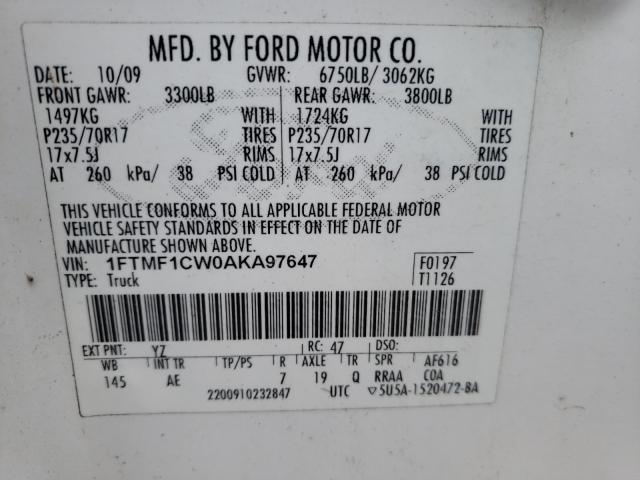 MFD. BY FORD MOTOR CO.
DATE: 10/09 GVWR: 6750LB/ 3062KG
FRONT GAWR: 3300LB REAR GAWR: 3800LB
1497KG WITH 1724KG WITH
P235/70R17 TIRES P235/70R17 TIRES
17x7.5J RIMS 17x7.5J RIMS
AT 260 kPa/ 38 PSI COLD AT 260 kPa/ 38 PSI COLD
THIS VEHICLE CONFORMS TO ALL APPLICABLE FEDERAL MOTOR
VEHICLE SAFETY STANDARDS IN EFFECT ON THE DATE OF
MANUFACTURE SHOWN ABOVE.
VIN: 1FTMF1CW0AKA97647 F0197
TYPE: Truck T1126
EXT PNT: YZ RC: 47 DSO:
WB INT TR TP/PS R AXLE TR SPR AF616
145 AE 7 19 Q RRAA C0A
2200910232847 UTC ▽5U5A-1520472-BA